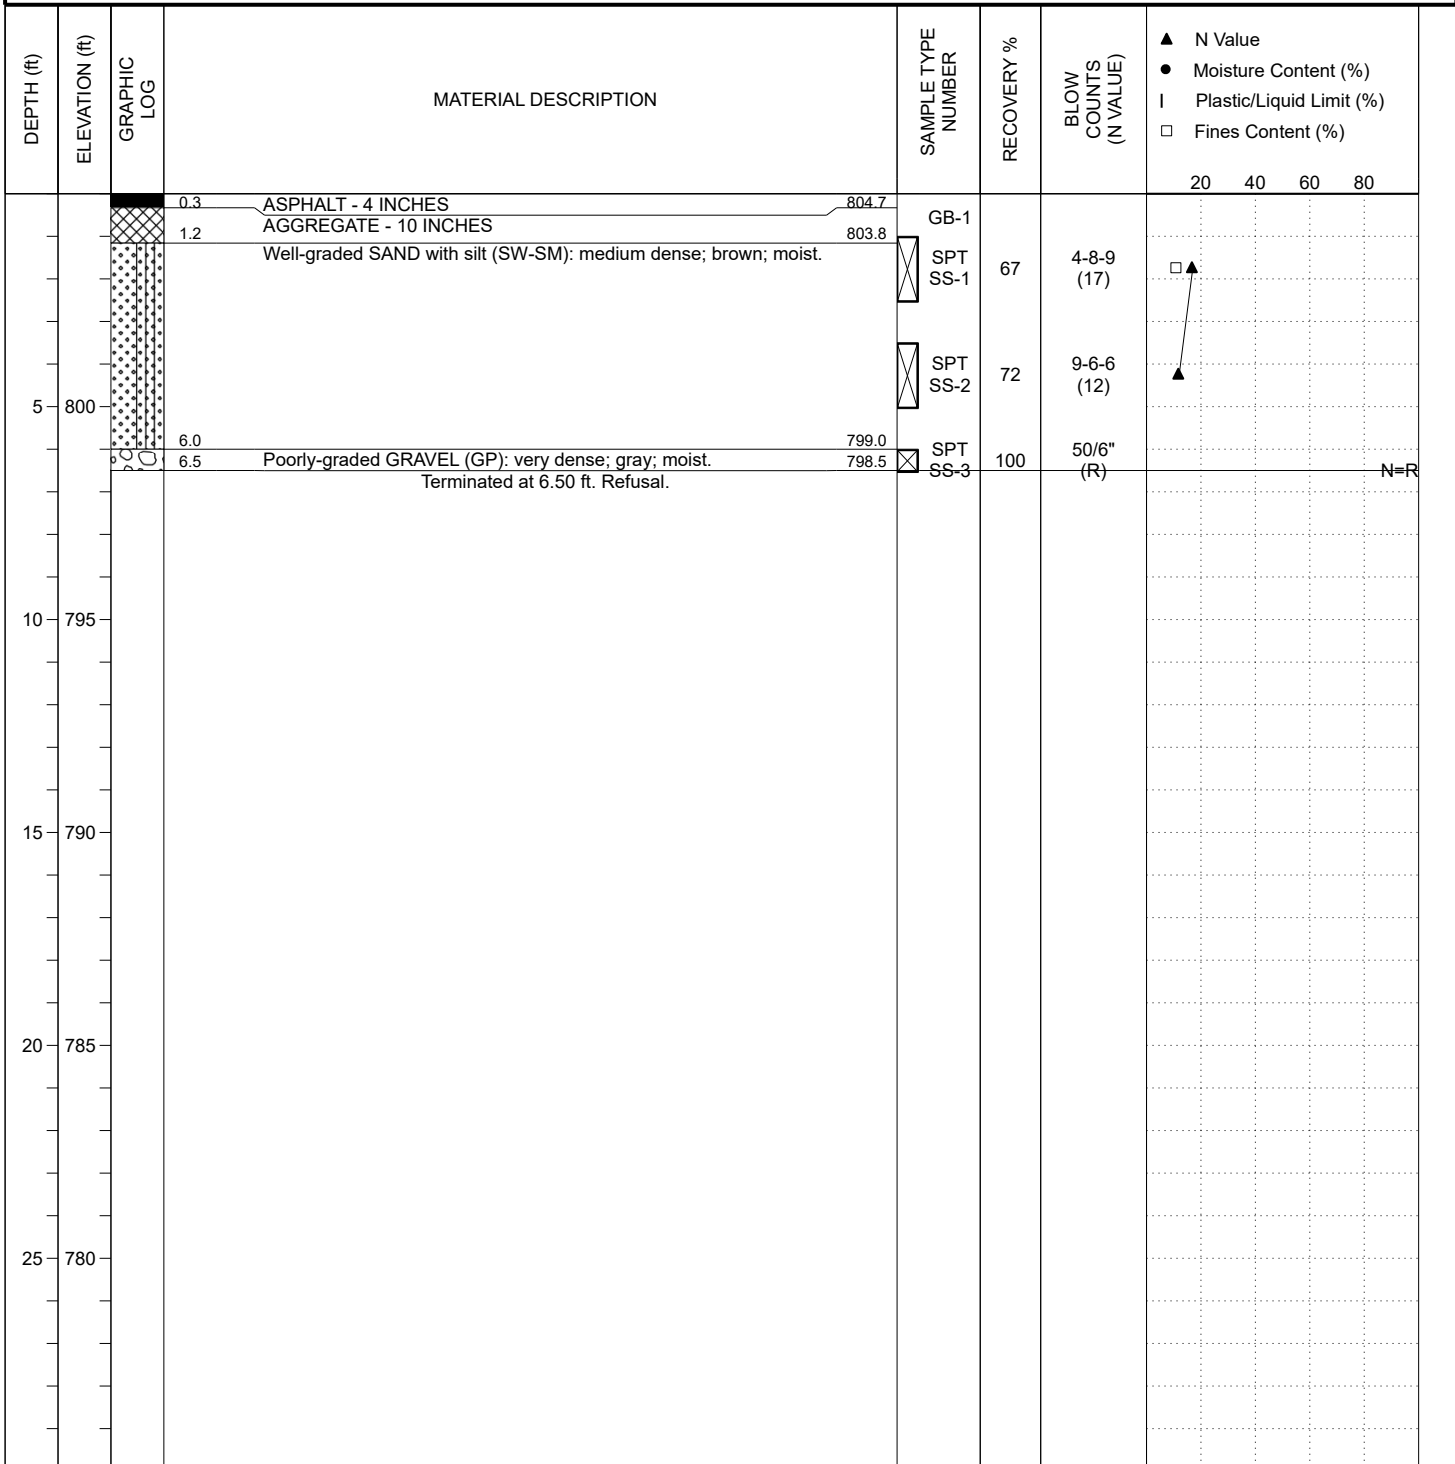 DEPTH (ft)
ELEVATION (ft)
GRAPHIC
LOG
MATERIAL DESCRIPTION
SAMPLE TYPE
NUMBER
RECOVERY %
BLOW
COUNTS
(N VALUE)
N Value
Moisture Content (%)
Plastic/Liquid Limit (%)
Fines Content (%)
20 40 60 80
0.3 ASPHALT - 4 INCHES 804.7
AGGREGATE - 10 INCHES
GB-1
1.2 803.8
Well-graded SAND with silt (SW-SM): medium dense; brown; moist.
SPT
SS-1
67
4-8-9
(17)
SPT
SS-2
72
9-6-6
(12)
5 800
6.0 799.0
6.5 Poorly-graded GRAVEL (GP): very dense; gray; moist. 798.5
SPT
SS-3
100
50/6"
(R)
N=R
Terminated at 6.50 ft. Refusal.
10 795
15 790
20 785
25 780